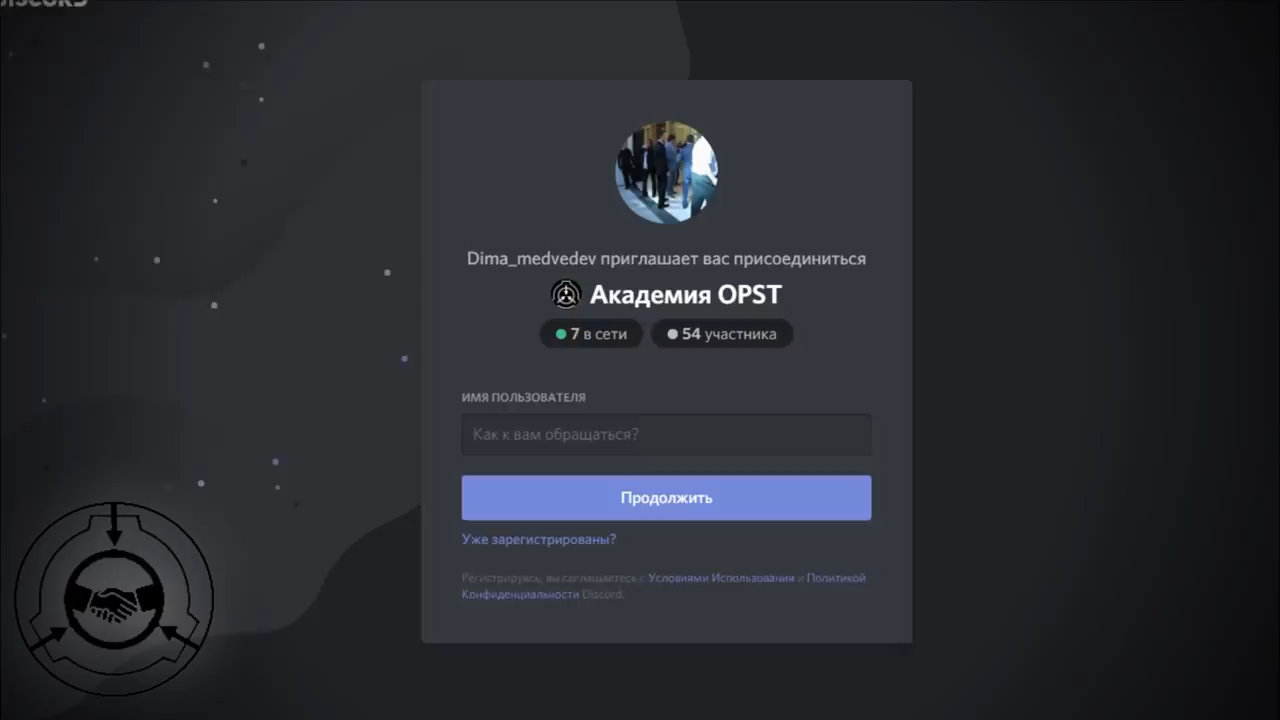 Dima_medvedev приглашает вас присоединиться
Академия OPST
7 в сети
54 участника
ИМЯ ПОЛЬЗОВАТЕЛЯ
Как к вам обращаться?
Продолжить
Уже зарегистрированы?
Регистрируясь, вы соглашаетесь с Условиями Использования и Политикой
Конфиденциальности Discord.